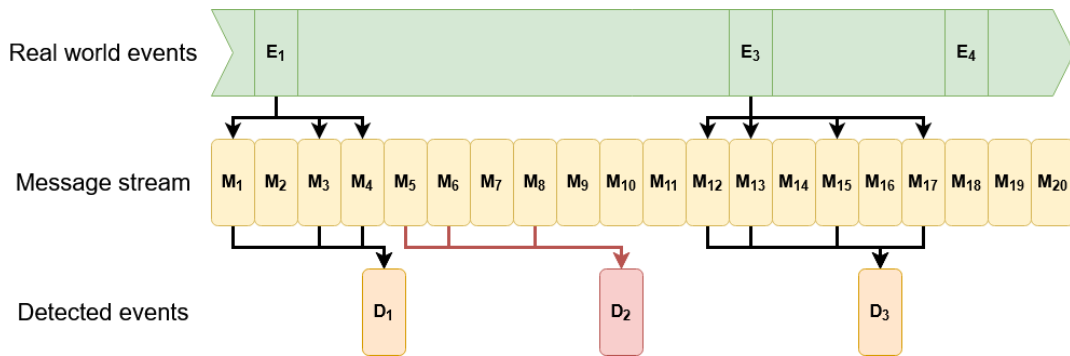 Real world events E₁ E₃ E₄
Message stream M₁ M₂ M₃ M₄ M₅ M₆ M₇ M₈ M₉ M₁₀ M₁₁ M₁₂ M₁₃ M₁₄ M₁₅ M₁₆ M₁₇ M₁₈ M₁₉ M₂₀
Detected events D₁ D₂ D₃